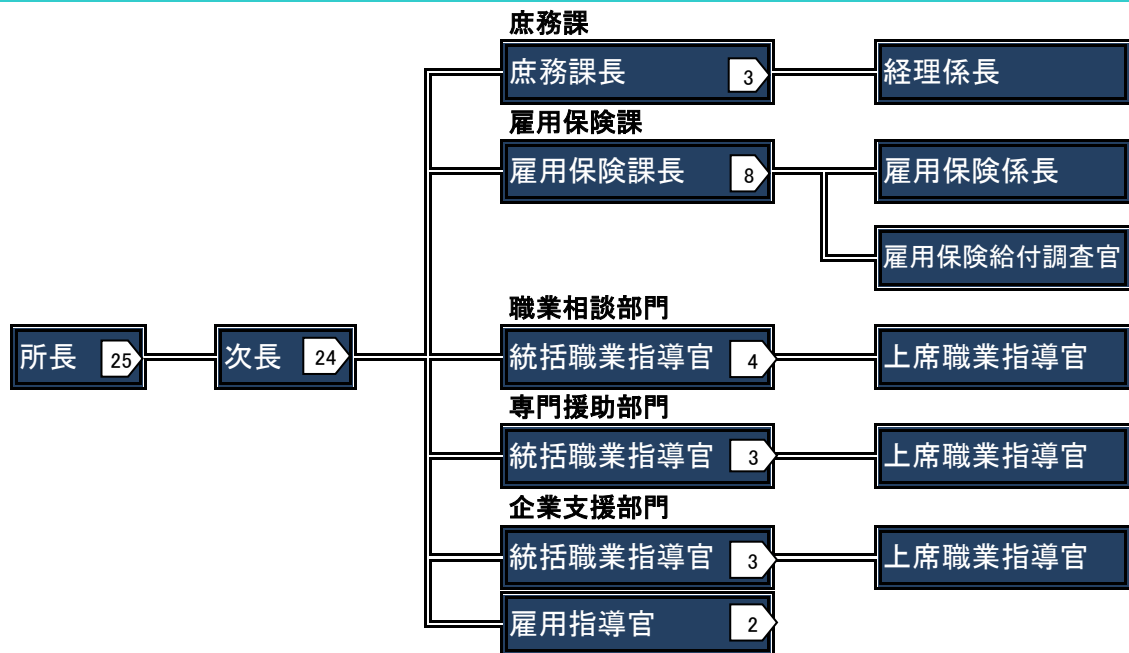 庶務課
庶務課長 3 経理係長
雇用保険課
雇用保険課長 8 雇用保険係長
雇用保険給付調査官
職業相談部門
所長 25 次長 24 統括職業指導官 4 上席職業指導官
専門援助部門
統括職業指導官 3 上席職業指導官
企業支援部門
統括職業指導官 3 上席職業指導官
雇用指導官 2